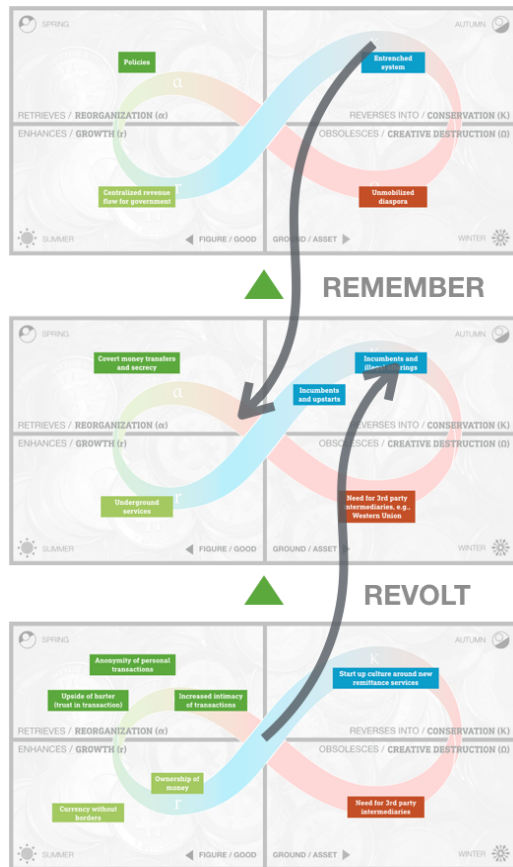 SPRING
AUTUMN
Policies
Entrenched
system
α
K
RETRIEVES / REORGANIZATION (α)
REVERSES INTO / CONSERVATION (K)
ENHANCES / GROWTH (r)
OBSOLESCES / CREATIVE DESTRUCTION (Ω)
r
Centralized revenue
flow for government
Unmobilized
diaspora
SUMMER
FIGURE / GOOD
GROUND / ASSET
WINTER
REMEMBER
SPRING
AUTUMN
Covert money transfers
and secrecy
Incumbents and
illegal offerings
Incumbents
and upstarts
α
RETRIEVES / REORGANIZATION (α)
REVERSES INTO / CONSERVATION (K)
ENHANCES / GROWTH (r)
OBSOLESCES / CREATIVE DESTRUCTION (Ω)
r
Underground
services
Need for 3rd party
intermediaries, e.g.,
Western Union
SUMMER
FIGURE / GOOD
GROUND / ASSET
WINTER
REVOLT
SPRING
AUTUMN
Anonymity of personal
transactions
K
Start up culture around new
remittance services
Upside of barter
(trust in transaction)
Increased intimacy
of transactions
RETRIEVES / REORGANIZATION (α)
REVERSES INTO / CONSERVATION (K)
ENHANCES / GROWTH (r)
OBSOLESCES / CREATIVE DESTRUCTION (Ω)
Ownership of
money
r
Currency without
borders
Need for 3rd party
intermediaries
SUMMER
FIGURE / GOOD
GROUND / ASSET
WINTER